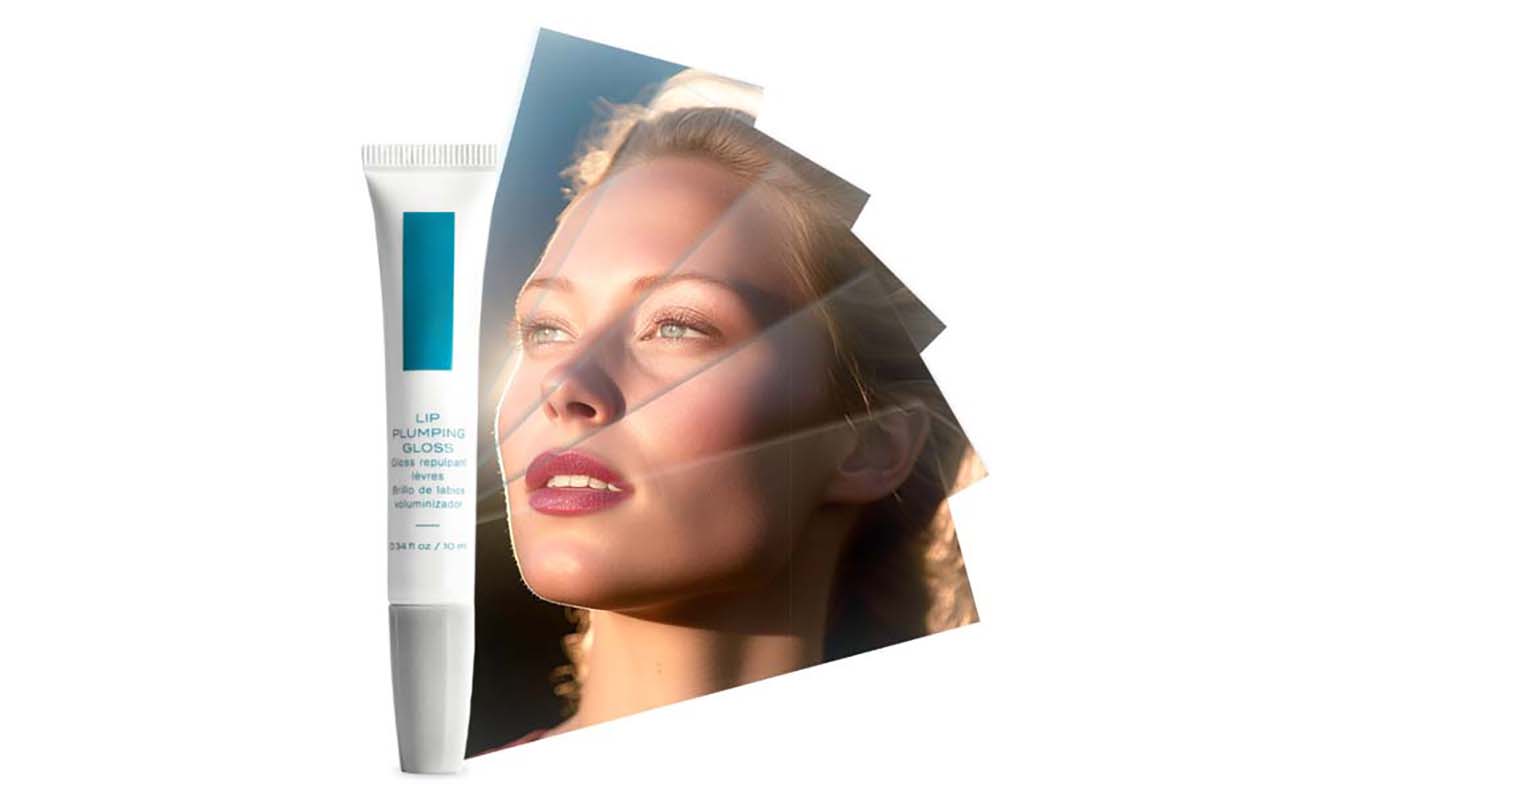 LIP
PLUMPING
GLOSS
Gloss repulpant
lèvres
Brillo de labios
voluminizador
0.34 fl oz / 10 ml